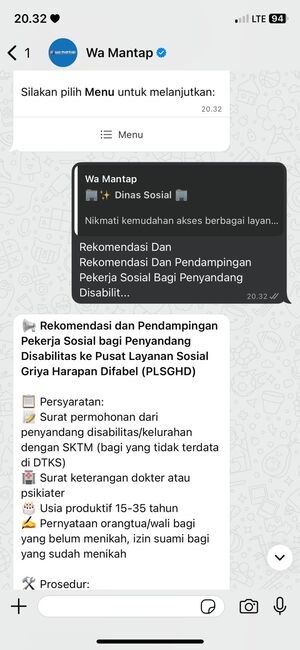 20.32
LTE 94
1
Wa Mantap
Silakan pilih Menu untuk melanjutkan:
20.32
Menu
Wa Mantap
🏢✨ Dinas Sosial 🏢
Nikmati kemudahan akses berbagai layan...
Rekomendasi Dan
Rekomendasi Dan Pendampingan
Pekerja Sosial Bagi Penyandang
Disabilit...
20.32
📢 Rekomendasi dan Pendampingan
Pekerja Sosial bagi Penyandang
Disabilitas ke Pusat Layanan Sosial
Griya Harapan Difabel (PLSGHD)
📋 Persyaratan:
📝 Surat permohonan dari
penyandang disabilitas/kelurahan
dengan SKTM (bagi yang tidak terdata
di DTKS)
🏥 Surat keterangan dokter atau
psikiater
🎂 Usia produktif 15-35 tahun
✍️ Pernyataan orangtua/wali bagi
yang belum menikah, izin suami bagi
yang sudah menikah
🛠️ Prosedur: